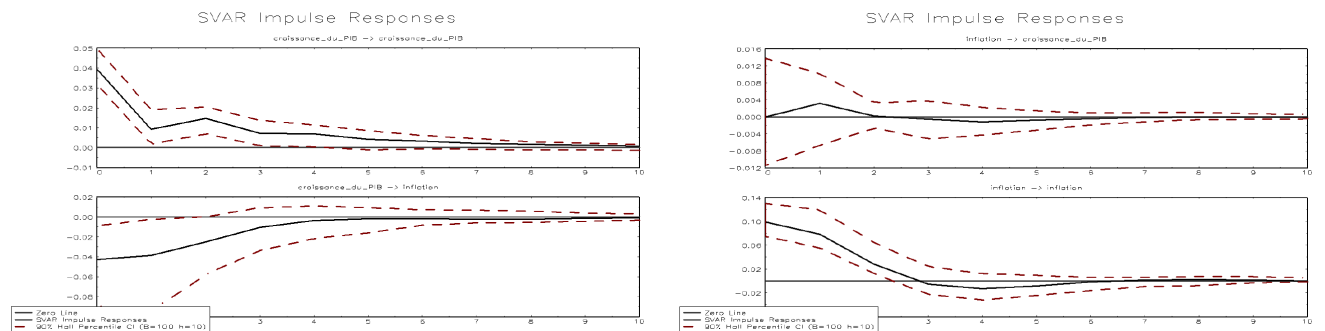 SVAR Impulse Responses
croissance_du_PIB -> croissance_du_PIB
0.05
0.04
0.03
0.02
0.01
0.00
-0.01
0 1 2 3 4 5 6 7 8 9 10
croissance_du_PIB -> inflation
0.02
0.00
-0.02
-0.04
-0.06
-0.08
3 4 5 6 7 8 9 10
Zero Line
SVAR Impulse Responses
90% Hall Percentile CI (B=100 h=10)
SVAR Impulse Responses
inflation -> croissance_du_PIB
0.016
0.012
0.008
0.004
0.000
-0.004
-0.008
-0.012
0 1 2 3 4 5 6 7 8 9 10
inflation -> inflation
0.14
0.10
0.06
0.02
-0.02
3 4 5 6 7 8 9 10
Zero Line
SVAR Impulse Responses
90% Hall Percentile CI (B=100 h=10)